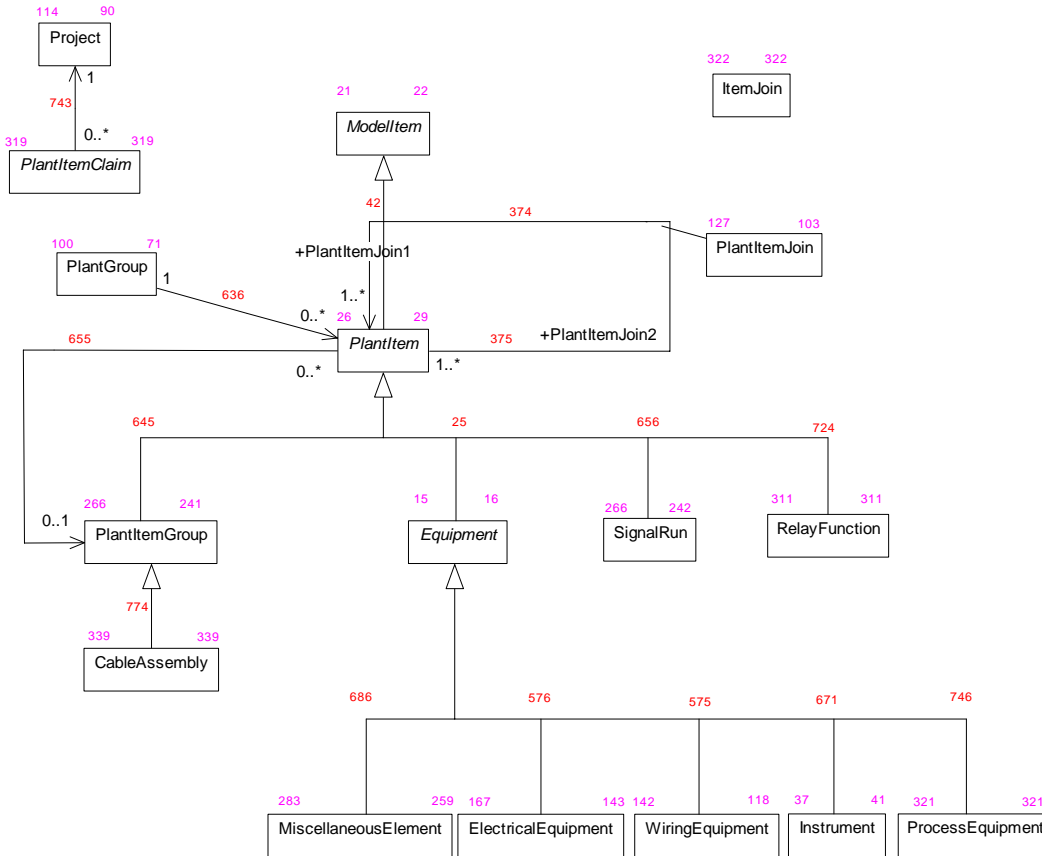 114 90
Project
1
743
0..*
319 319
PlantItemClaim
322 322
ItemJoin
21 22
ModelItem
42
374
127 103
PlantItemJoin
+PlantItemJoin1
100 71
PlantGroup
1
636
1..*
0..*
26 29
PlantItem
655
375
+PlantItemJoin2
0..*
1..*
645
25
656
724
266 241
PlantItemGroup
0..1
15 16
Equipment
266 242
SignalRun
311 311
RelayFunction
774
339 339
CableAssembly
686
576
575
671
746
283 259
MiscellaneousElement
167 143
ElectricalEquipment
142 118
WiringEquipment
37 41
Instrument
321 321
ProcessEquipment